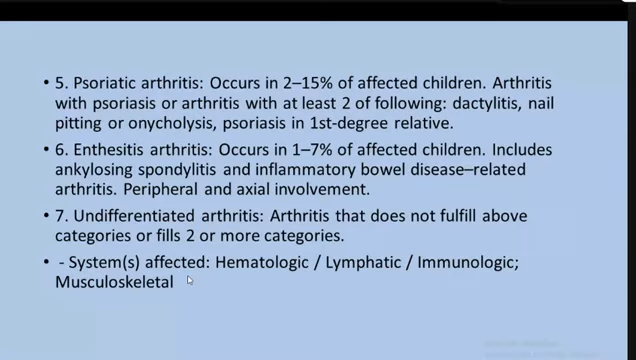 • 5. Psoriatic arthritis: Occurs in 2–15% of affected children. Arthritis
with psoriasis or arthritis with at least 2 of following: dactylitis, nail
pitting or onycholysis, psoriasis in 1st-degree relative.
• 6. Enthesitis arthritis: Occurs in 1–7% of affected children. Includes
ankylosing spondylitis and inflammatory bowel disease–related
arthritis. Peripheral and axial involvement.
• 7. Undifferentiated arthritis: Arthritis that does not fulfill above
categories or fills 2 or more categories.
• - System(s) affected: Hematologic / Lymphatic / Immunologic;
Musculoskeletal